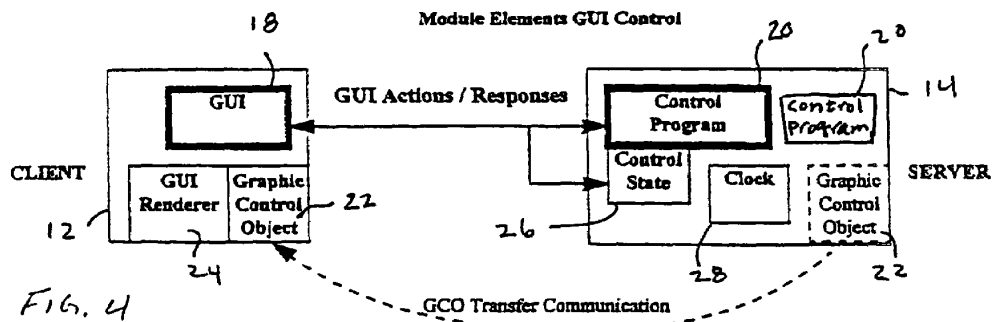 Module Elements GUI Control
18
20
20
GUI
GUI Actions / Responses
Control
Program
Control
Program
14
CLIENT
GUI
Renderer
Graphic
Control
Object
22
Control
State
Clock
Graphic
Control
Object
SERVER
12
24
26
28
22
FIG. 4
GCO Transfer Communication